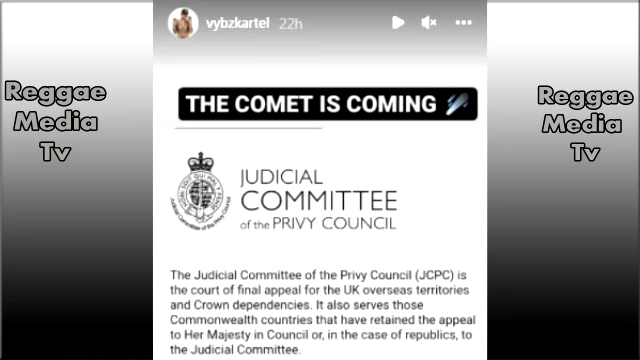 vybzkartel 22h
Reggae
Media
Tv
Reggae
Media
Tv
THE COMET IS COMING
JUDICIAL
COMMITTEE
of the PRIVY COUNCIL
The Judicial Committee of the Privy Council (JCPC) is
the court of final appeal for the UK overseas territories
and Crown dependencies. It also serves those
Commonwealth countries that have retained the appeal
to Her Majesty in Council or, in the case of republics, to
the Judicial Committee.